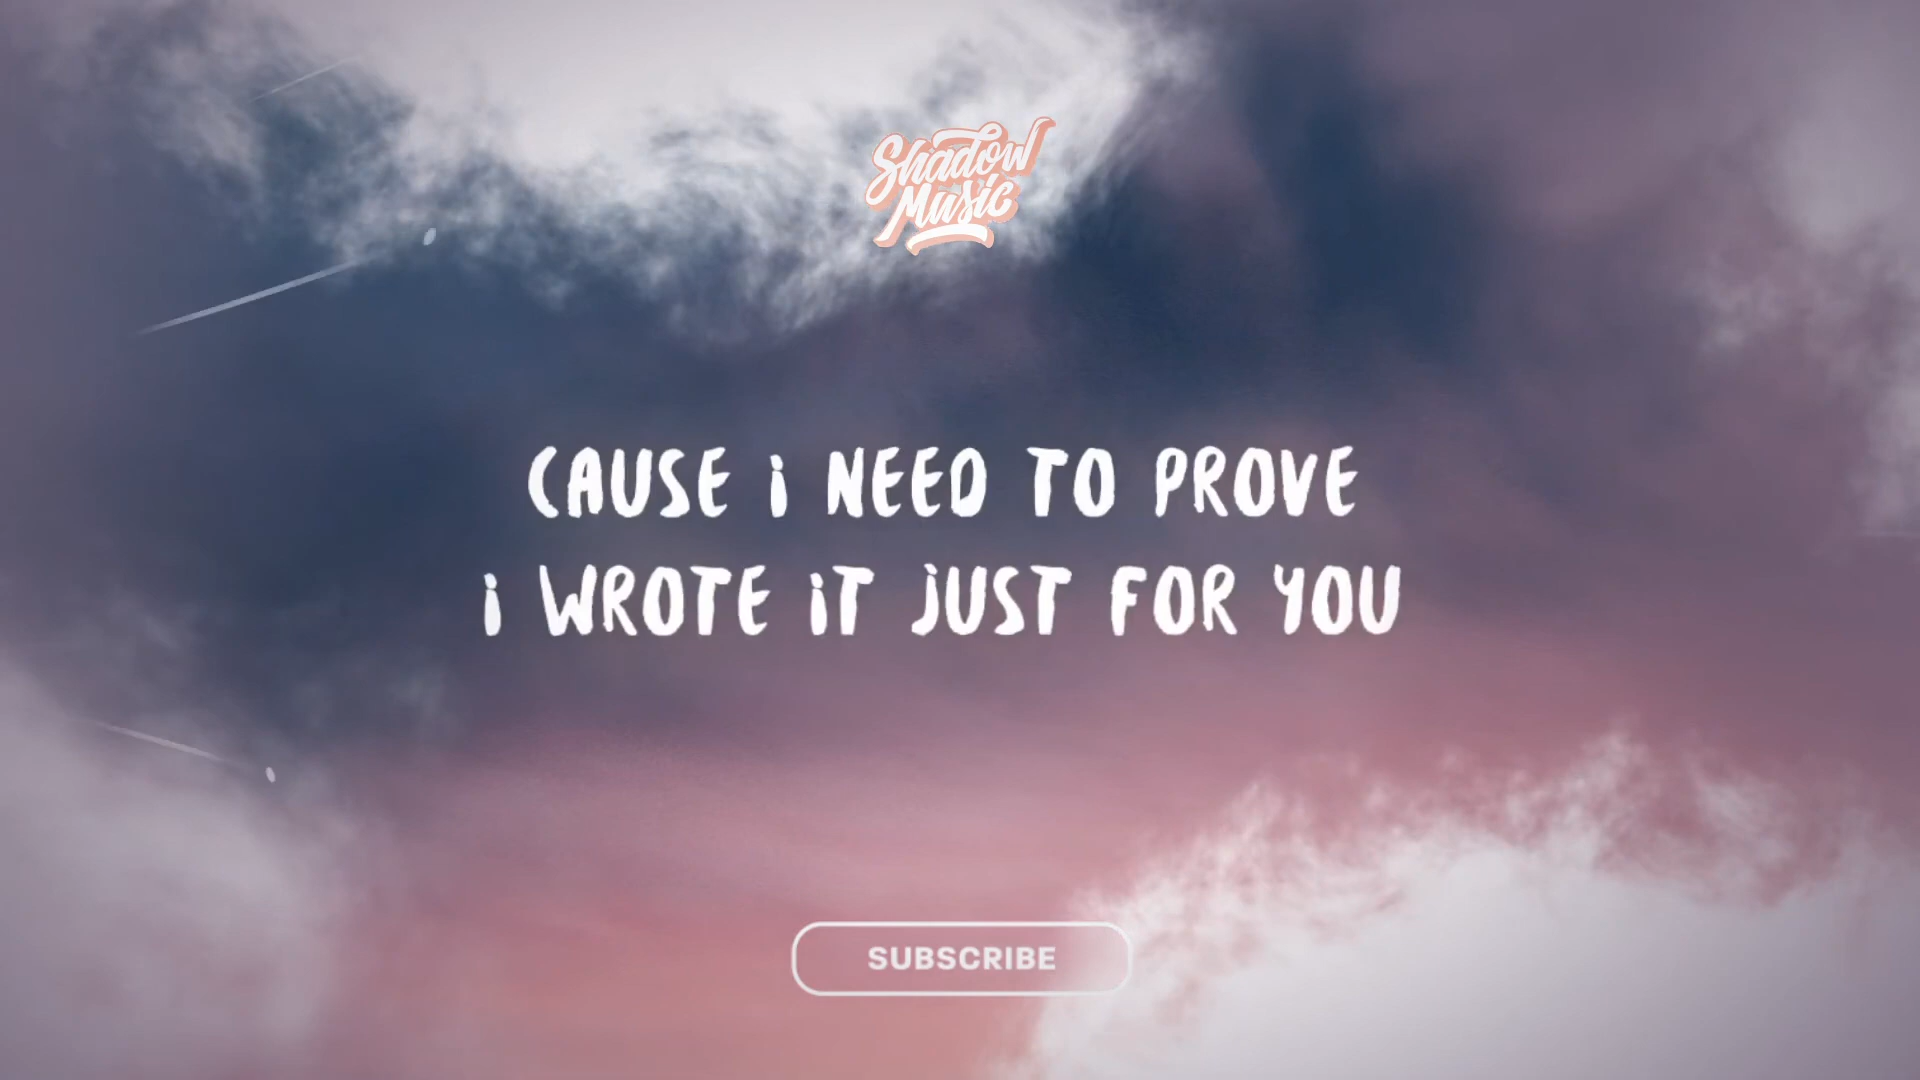 Shadow
Music
CAUSE i NEED TO PROVE
i WROTE iT jUST FOR YOU
SUBSCRIBE